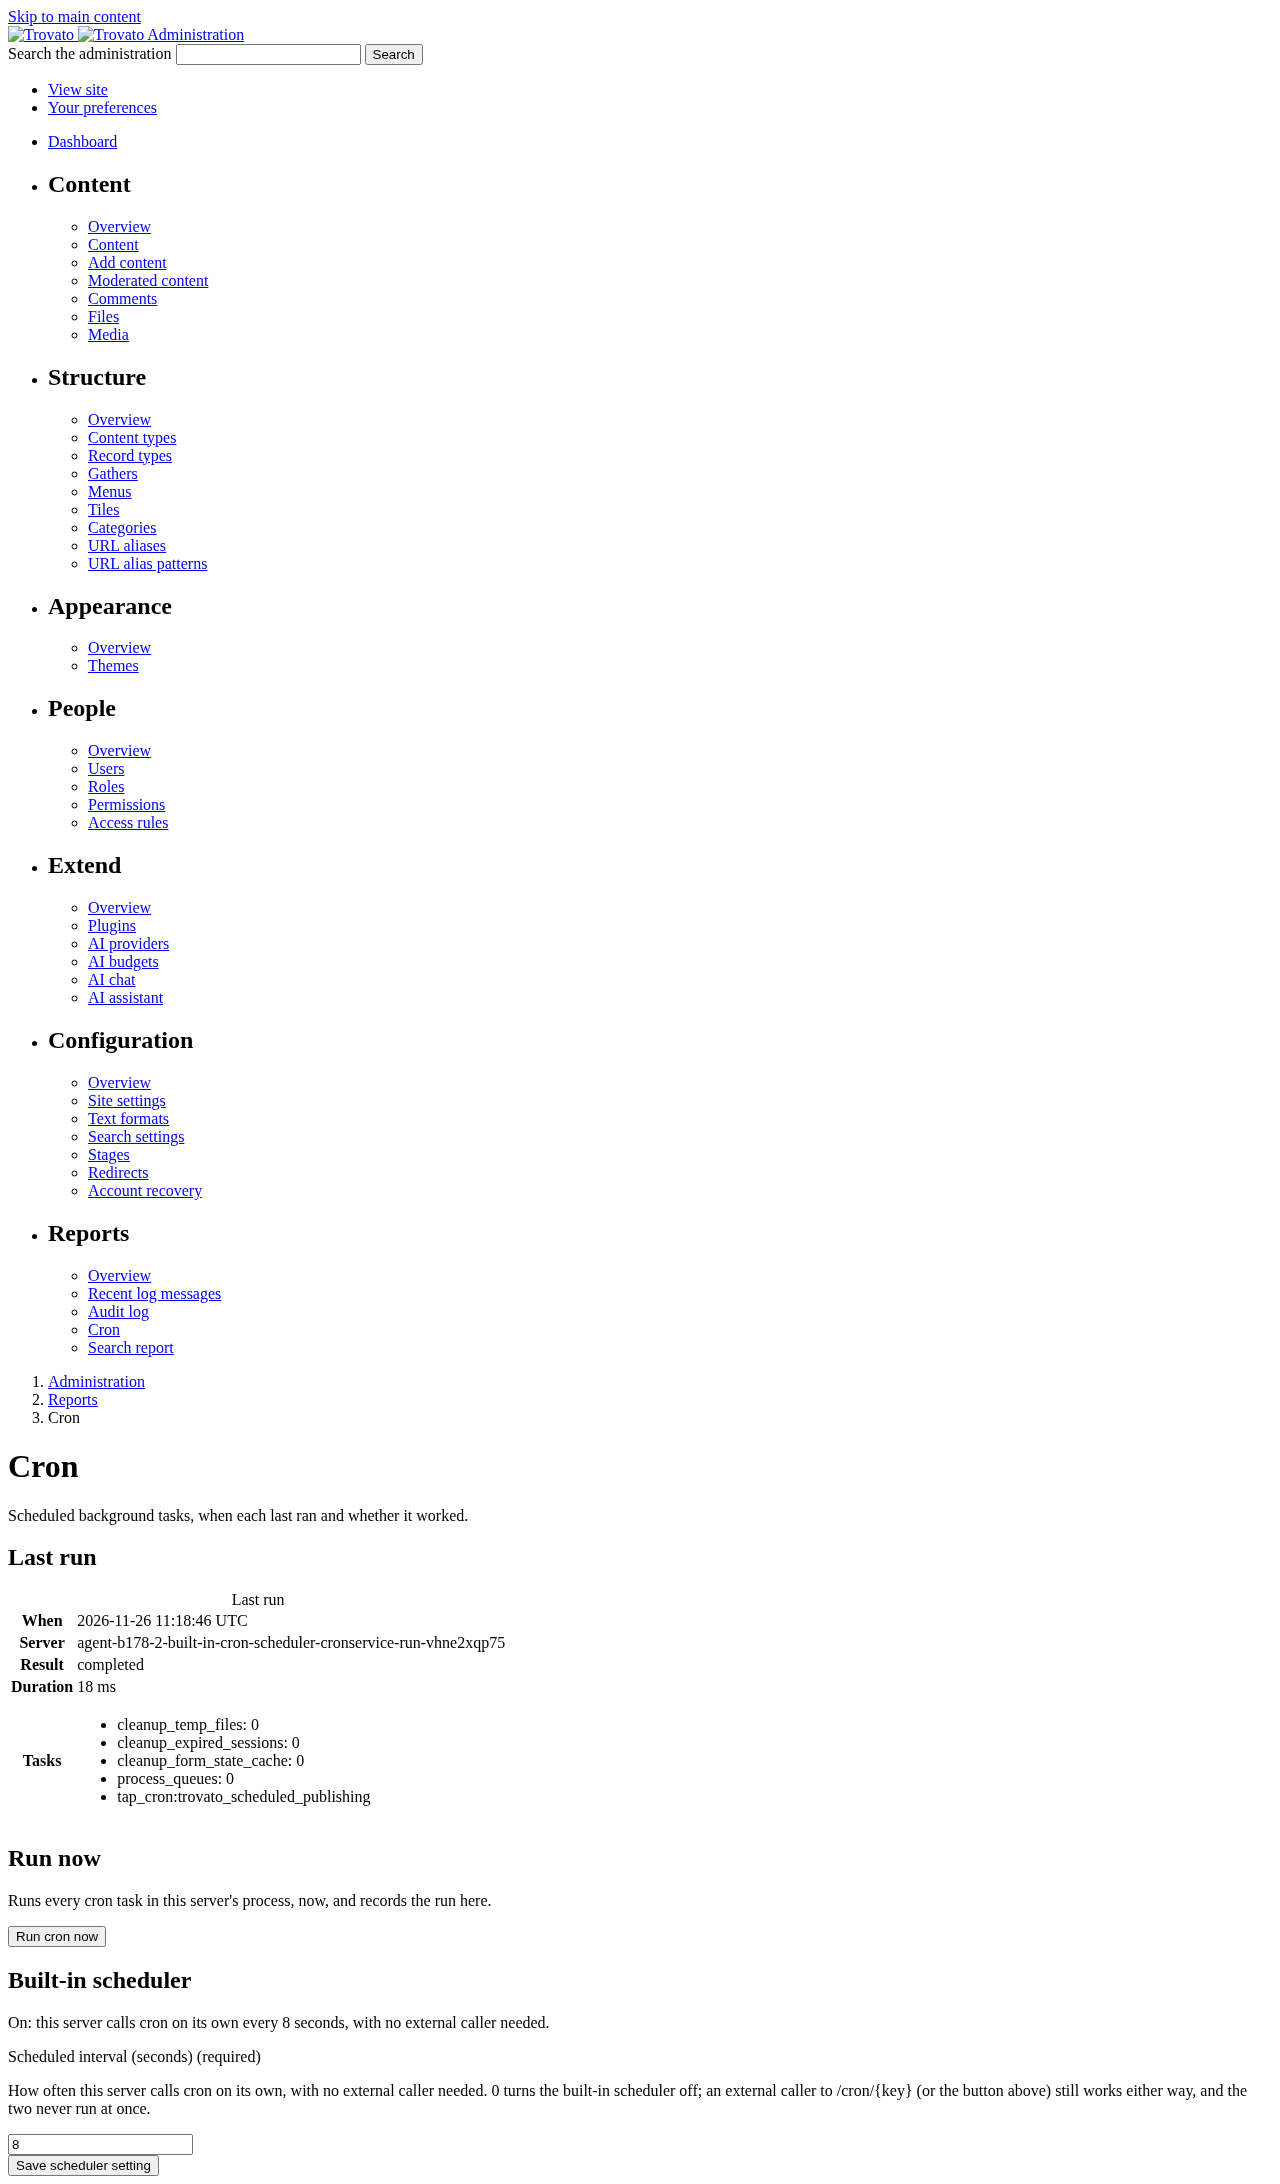 Skip to main content
Trovato Trovato Administration
Search the administration Search
View site
Your preferences
Dashboard
Content
Overview
Content
Add content
Moderated content
Comments
Files
Media
Structure
Overview
Content types
Record types
Gathers
Menus
Tiles
Categories
URL aliases
URL alias patterns
Appearance
Overview
Themes
People
Overview
Users
Roles
Permissions
Access rules
Extend
Overview
Plugins
AI providers
AI budgets
AI chat
AI assistant
Configuration
Overview
Site settings
Text formats
Search settings
Stages
Redirects
Account recovery
Reports
Overview
Recent log messages
Audit log
Cron
Search report
1. Administration
2. Reports
3. Cron
Cron
Scheduled background tasks, when each last ran and whether it worked.
Last run
Last run
When 2026-11-26 11:18:46 UTC
Server agent-b178-2-built-in-cron-scheduler-cronservice-run-vhne2xqp75
Result completed
Duration 18 ms
Tasks
cleanup_temp_files: 0
cleanup_expired_sessions: 0
cleanup_form_state_cache: 0
process_queues: 0
tap_cron:trovato_scheduled_publishing
Run now
Runs every cron task in this server's process, now, and records the run here.
Run cron now
Built-in scheduler
On: this server calls cron on its own every 8 seconds, with no external caller needed.
Scheduled interval (seconds) (required)
How often this server calls cron on its own, with no external caller needed. 0 turns the built-in scheduler off; an external caller to /cron/{key} (or the button above) still works either way, and the
two never run at once.
8
Save scheduler setting